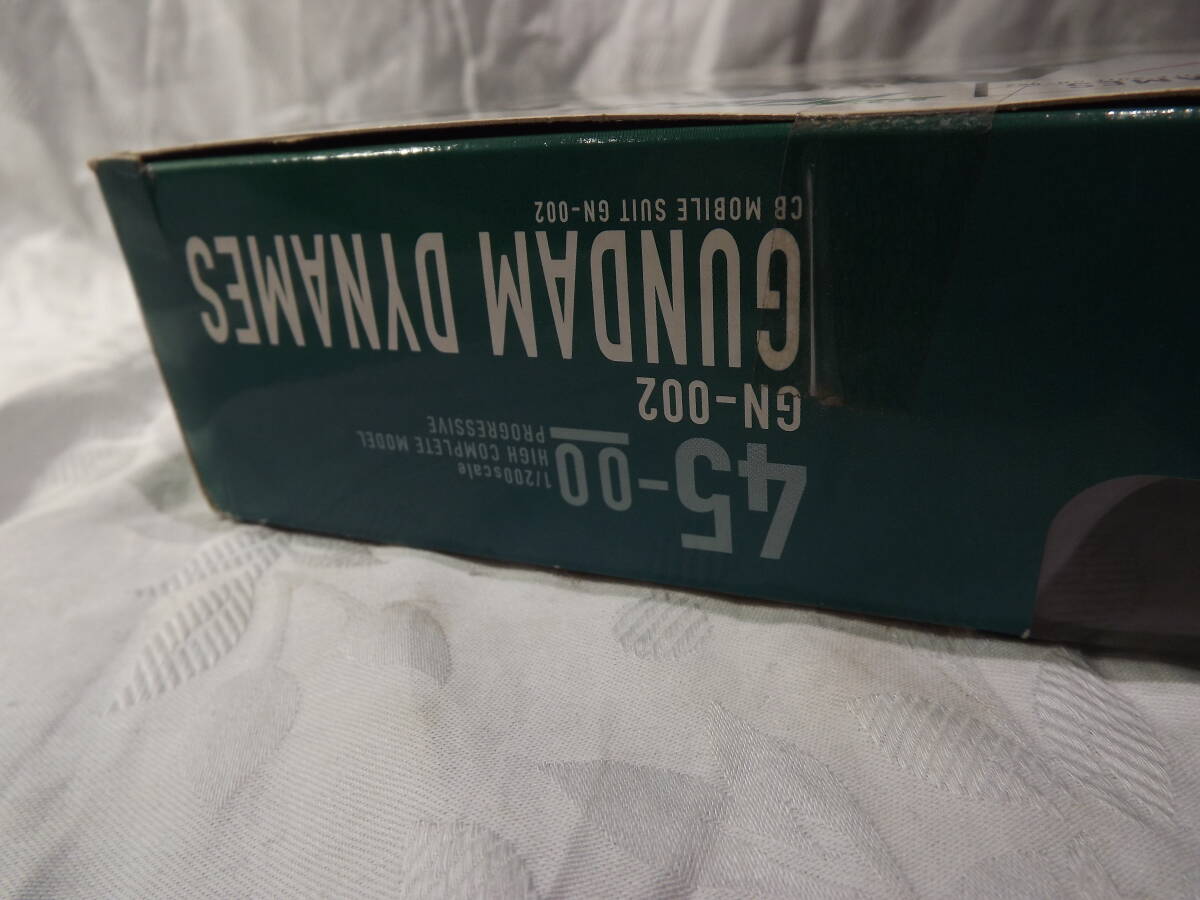 45-00
1/200scale
HIGH COMPLETE MODEL
PROGRESSIVE
GN-002
GUNDAM DYNAMES
CB MOBILE SUIT GN-002